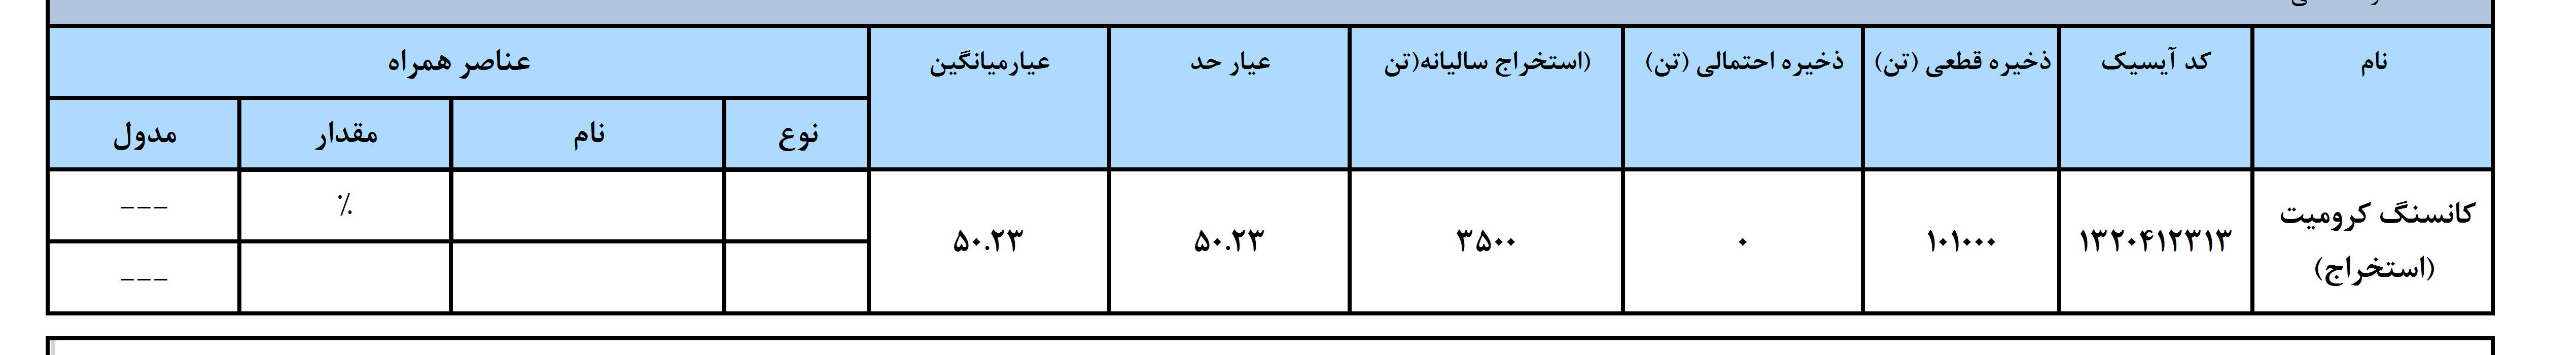 نام
کد آیسیک
ذخیره قطعی (تن)
ذخیره احتمالی (تن)
(استخراج سالیانه(تن
عیار حد
عیارمیانگین
عناصر همراه
نوع
نام
مقدار
مدول
کانسنگ کرومیت
(استخراج)
۱۳۲۰۴۱۲۳۱۳
۱۰۱۰۰۰
۰
۳۵۰۰
۵۰.۲۳
۵۰.۲۳
٪
---
---